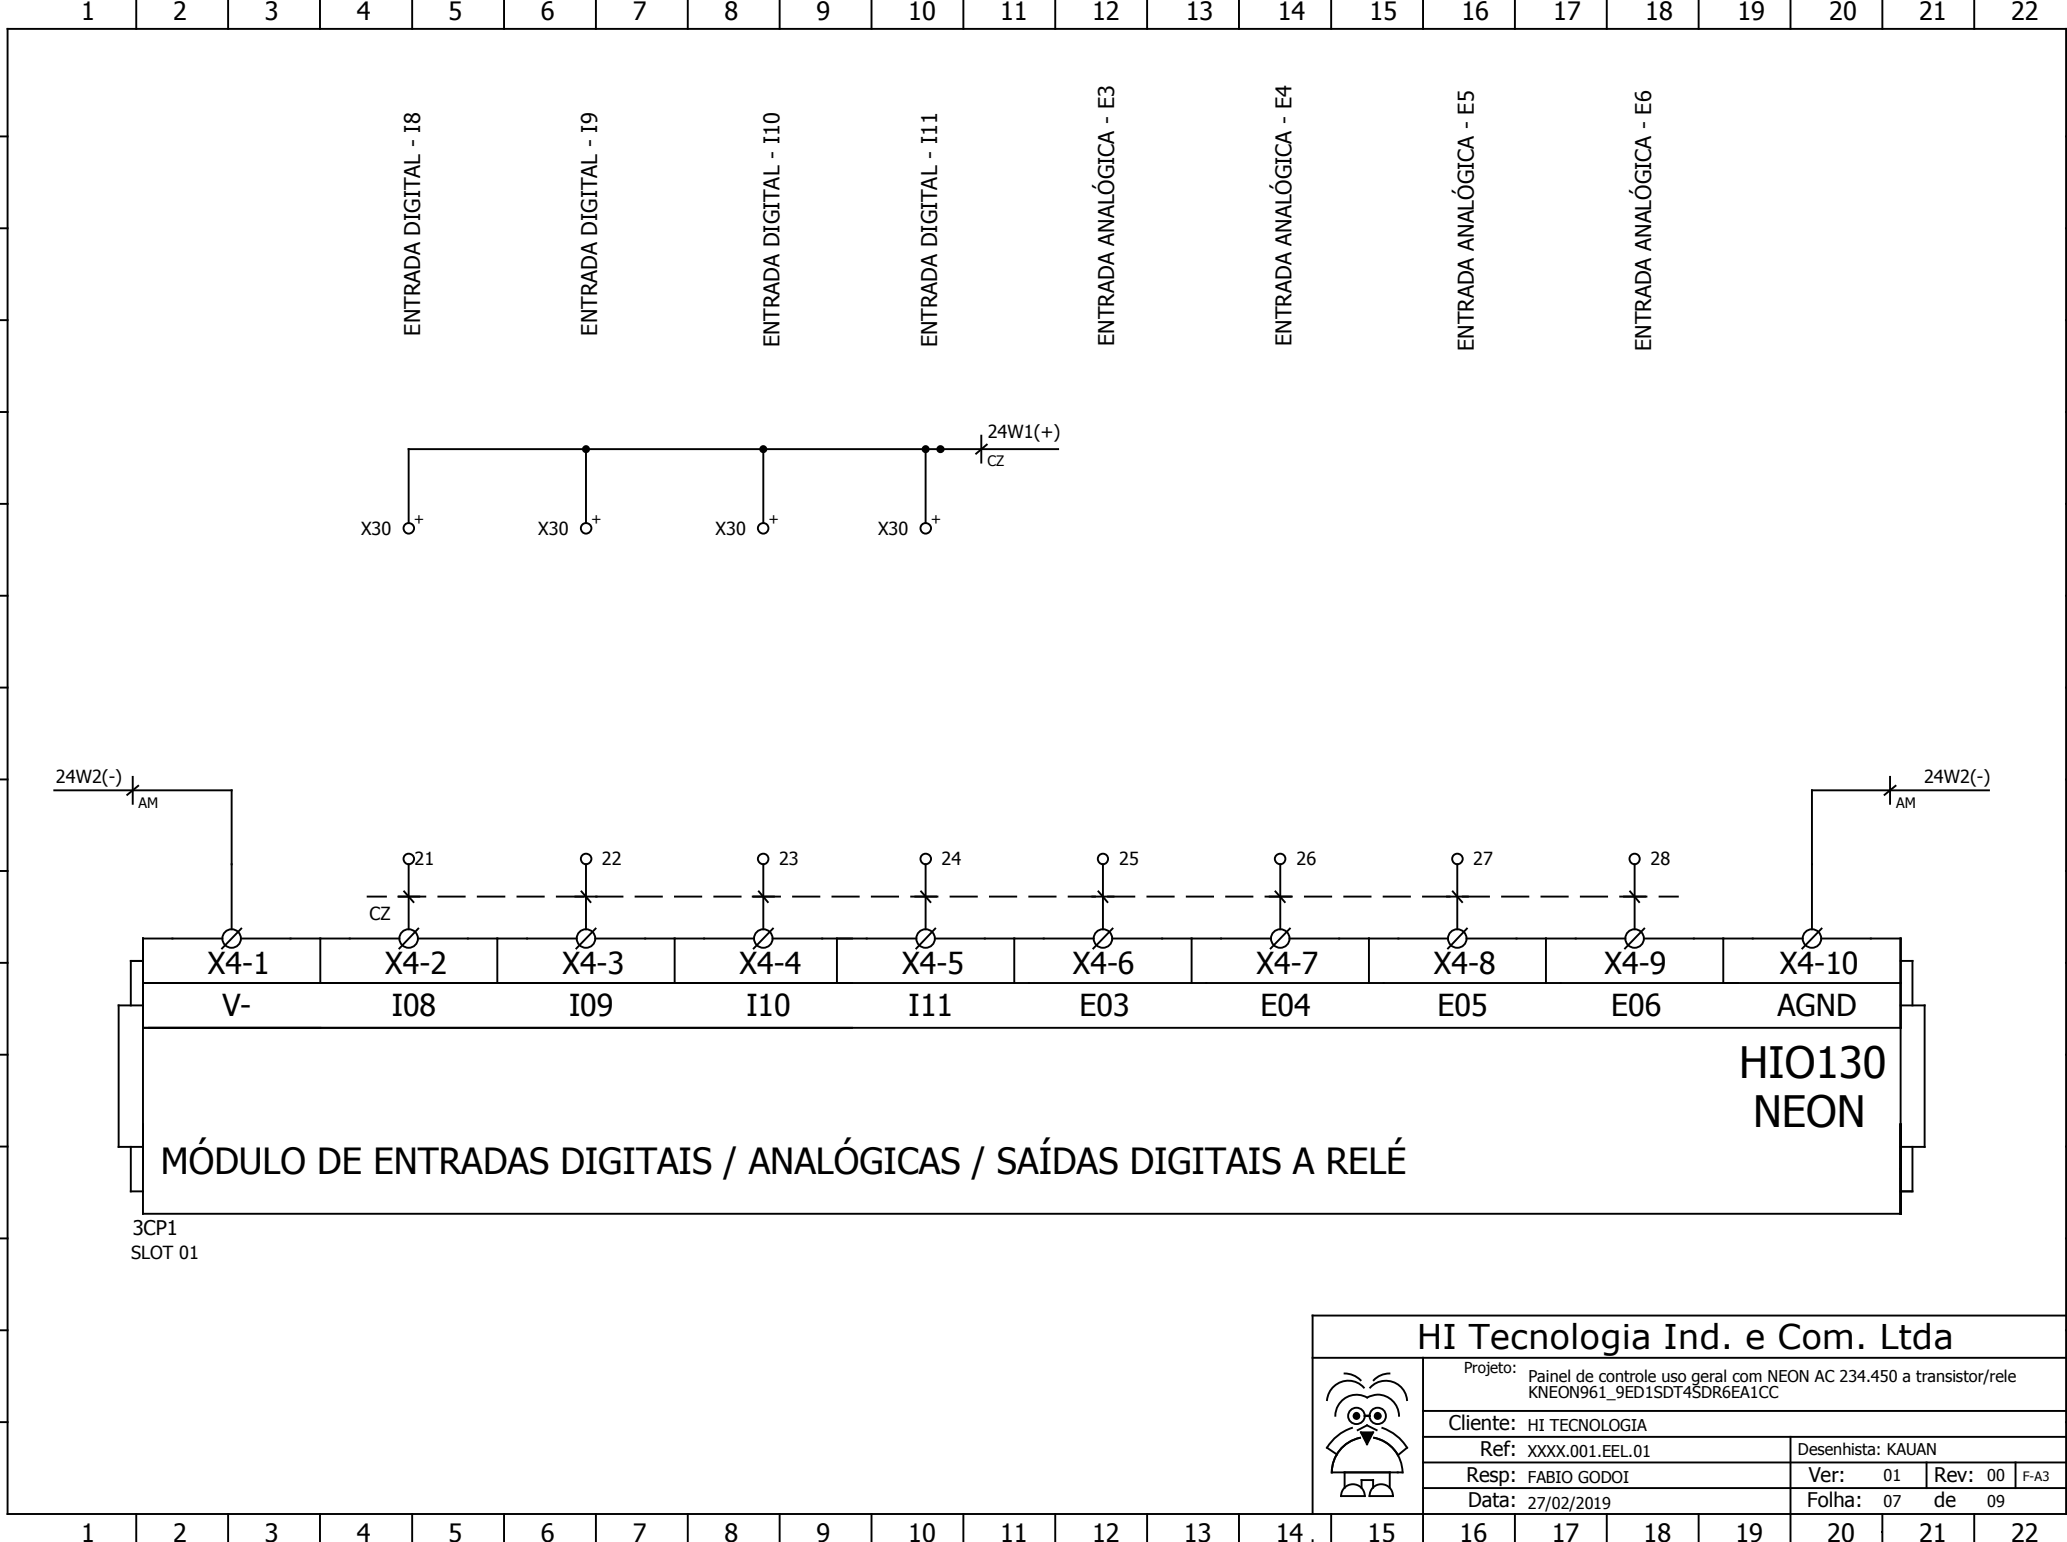 1 2 3 4 5 6 7 8 9 10 11 12 13 14 15 16 17 18 19 20 21 22
ENTRADA DIGITAL - I8
ENTRADA DIGITAL - I9
ENTRADA DIGITAL - I10
ENTRADA DIGITAL - I11
ENTRADA ANALÓGICA - E3
ENTRADA ANALÓGICA - E4
ENTRADA ANALÓGICA - E5
ENTRADA ANALÓGICA - E6
24W1(+)
CZ
X30 + X30 + X30 + X30 +
24W2(-) 24W2(-)
AM AM
21 22 23 24 25 26 27 28
CZ
X4-1 X4-2 X4-3 X4-4 X4-5 X4-6 X4-7 X4-8 X4-9 X4-10
V- I08 I09 I10 I11 E03 E04 E05 E06 AGND
HIO130
NEON
MÓDULO DE ENTRADAS DIGITAIS / ANALÓGICAS / SAÍDAS DIGITAIS A RELÉ
3CP1
SLOT 01
HI Tecnologia Ind. e Com. Ltda
Projeto: Painel de controle uso geral com NEON AC 234.450 a transistor/rele
KNEON961_9ED1SDT4SDR6EA1CC
Cliente: HI TECNOLOGIA
Ref: XXXX.001.EEL.01 Desenhista: KAUAN
Resp: FABIO GODOI Ver: 01 Rev: 00 F-A3
Data: 27/02/2019 Folha: 07 de 09
1 2 3 4 5 6 7 8 9 10 11 12 13 14 15 16 17 18 19 20 21 22